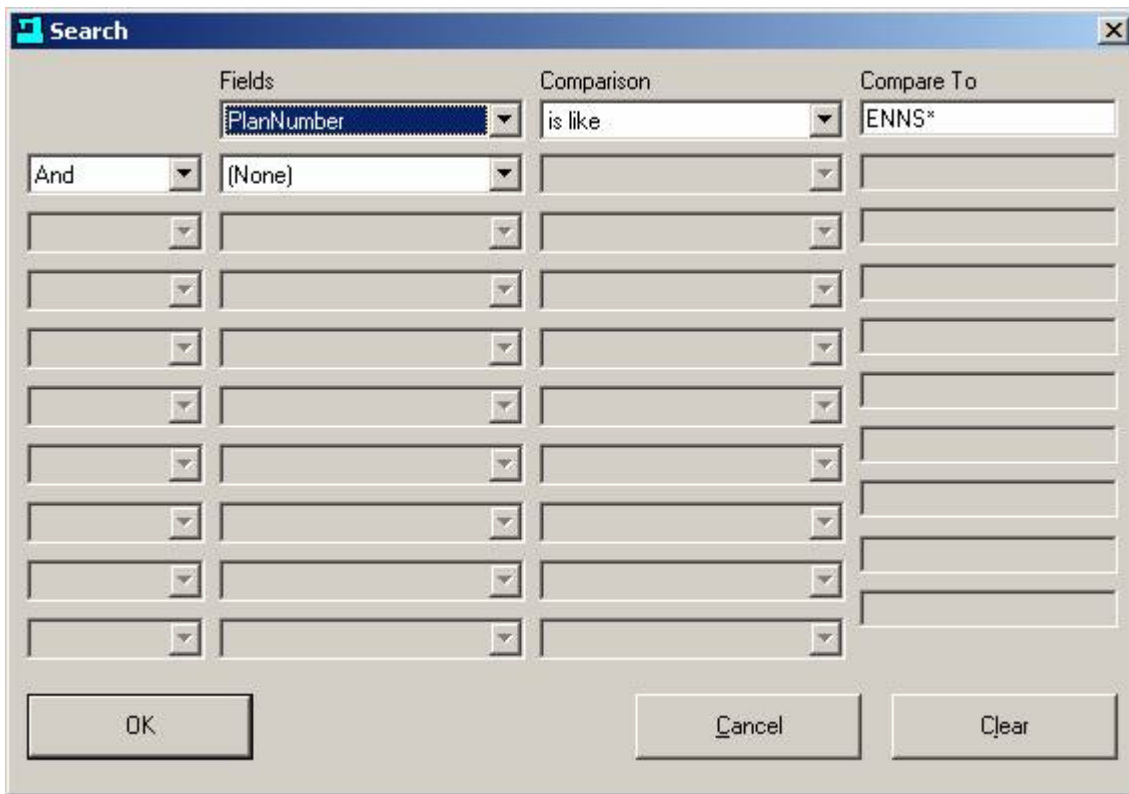 Search
Fields Comparison Compare To
PlanNumber is like ENNS*
And (None)
OK Cancel Clear